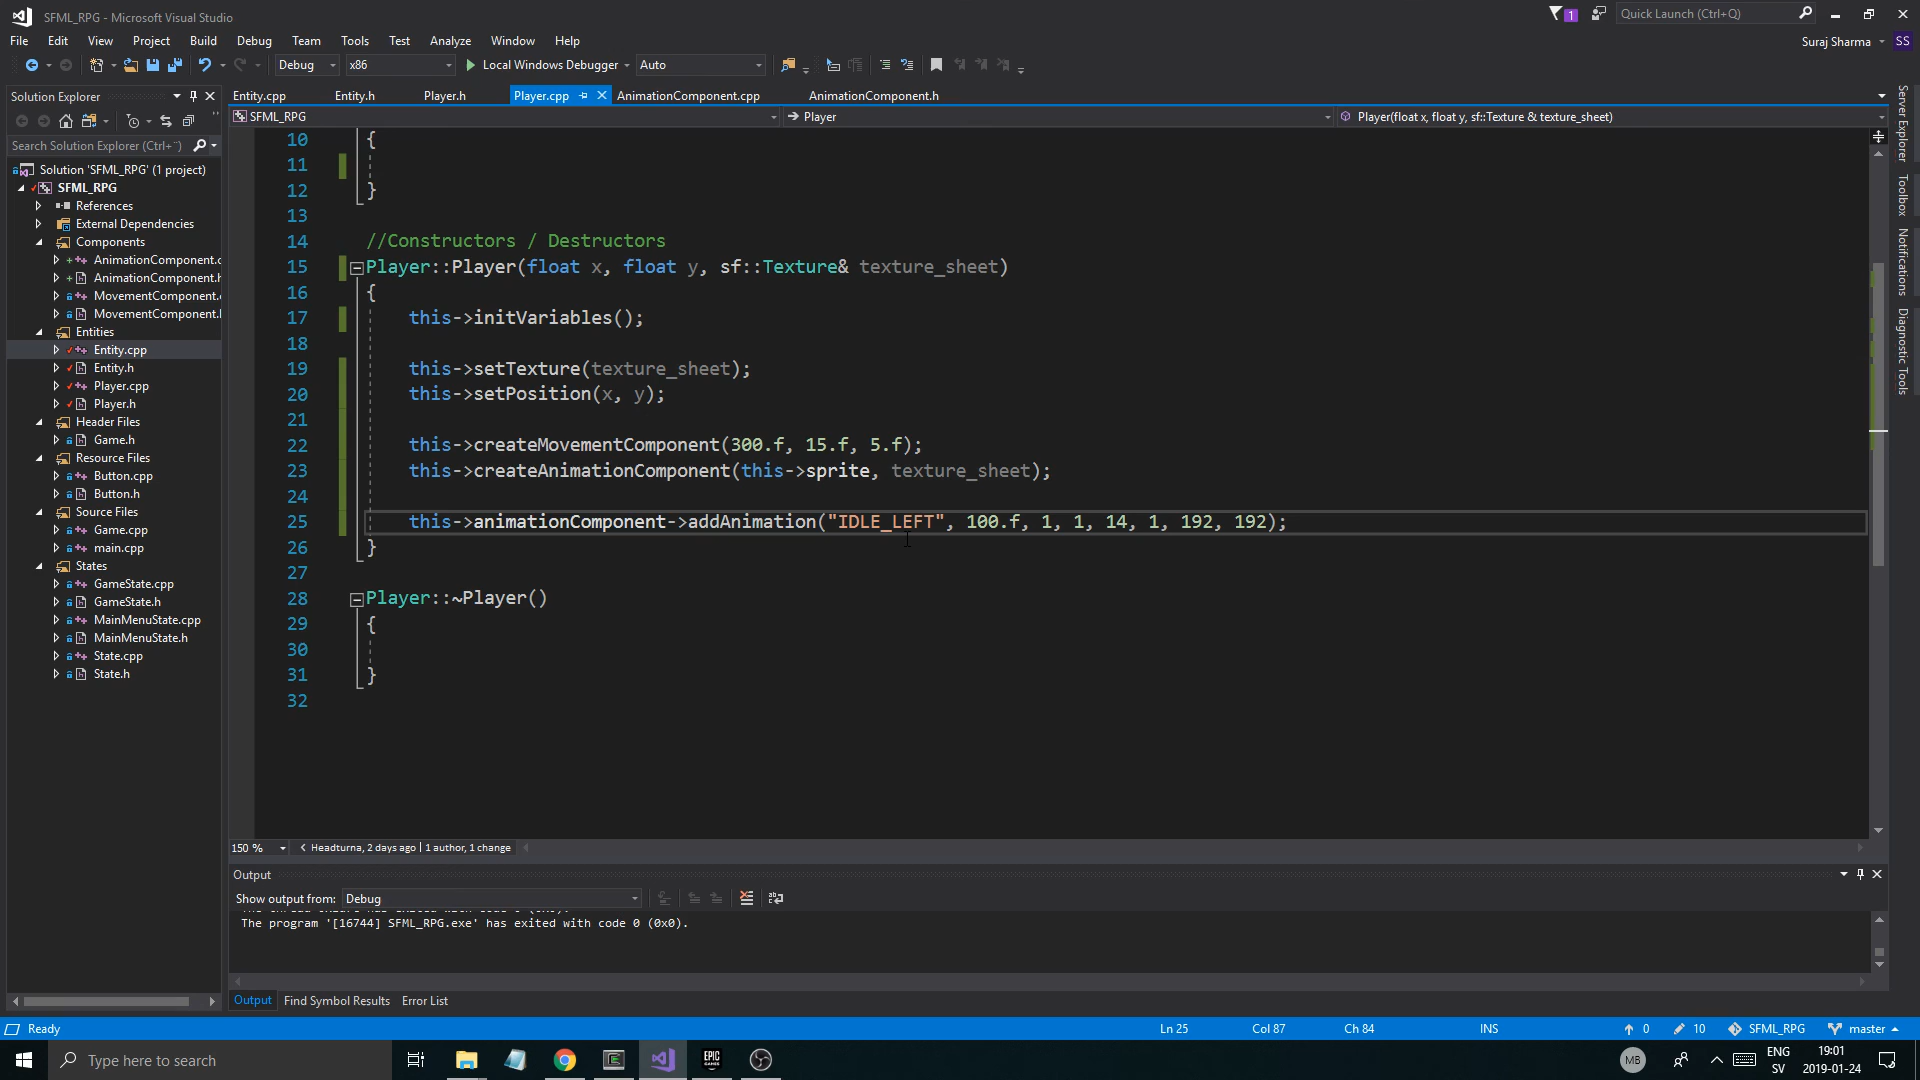 SFML_RPG - Microsoft Visual Studio
1
Quick Launch (Ctrl+Q)
File Edit View Project Build Debug Team Tools Test Analyze Window Help
Suraj Sharma SS
Debug x86 Local Windows Debugger Auto
Solution Explorer
Entity.cpp Entity.h Player.h Player.cpp AnimationComponent.cpp AnimationComponent.h
SFML_RPG Player Player(float x, float y, sf::Texture & texture_sheet)
Search Solution Explorer (Ctrl+¨)
Solution 'SFML_RPG' (1 project)
SFML_RPG
References
External Dependencies
Components
AnimationComponent.c
AnimationComponent.h
MovementComponent.
MovementComponent.
Entities
Entity.cpp
Entity.h
Player.cpp
Player.h
Header Files
Game.h
Resource Files
Button.cpp
Button.h
Source Files
Game.cpp
main.cpp
States
GameState.cpp
GameState.h
MainMenuState.cpp
MainMenuState.h
State.cpp
State.h
10 {
11
12 }
13
14 //Constructors / Destructors
15 Player::Player(float x, float y, sf::Texture& texture_sheet)
16 {
17 this->initVariables();
18
19 this->setTexture(texture_sheet);
20 this->setPosition(x, y);
21
22 this->createMovementComponent(300.f, 15.f, 5.f);
23 this->createAnimationComponent(this->sprite, texture_sheet);
24
25 this->animationComponent->addAnimation("IDLE_LEFT", 100.f, 1, 1, 14, 1, 192, 192);
26 }
27
28 Player::~Player()
29 {
30
31 }
32
Server Explorer
Toolbox
Notifications
Diagnostic Tools
150 % Headturna, 2 days ago | 1 author, 1 change
Output
Show output from: Debug
The program '[16744] SFML_RPG.exe' has exited with code 0 (0x0).
Output Find Symbol Results Error List
Ready Ln 25 Col 87 Ch 84 INS 0 10 SFML_RPG master
Type here to search
EPIC GAMES
MB
ENG
SV
19:01
2019-01-24